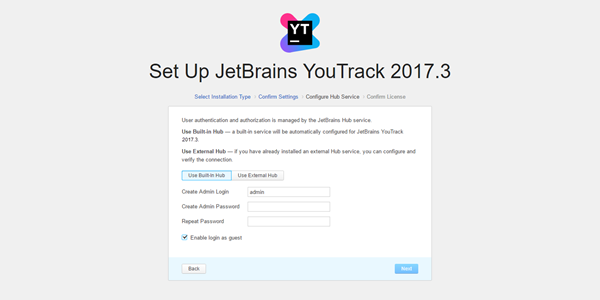 YT
Set Up JetBrains YouTrack 2017.3
Select Installation Type › Confirm Settings › Configure Hub Service › Confirm License
User authentication and authorization is managed by the JetBrains Hub service.
Use Built-in Hub — a built-in service will be automatically configured for JetBrains YouTrack
2017.3.
Use External Hub — if you have already installed an external Hub service, you can configure and
verify the connection.
Use Built-in Hub Use External Hub
Create Admin Login admin
Create Admin Password
Repeat Password
Enable login as guest
Back Next